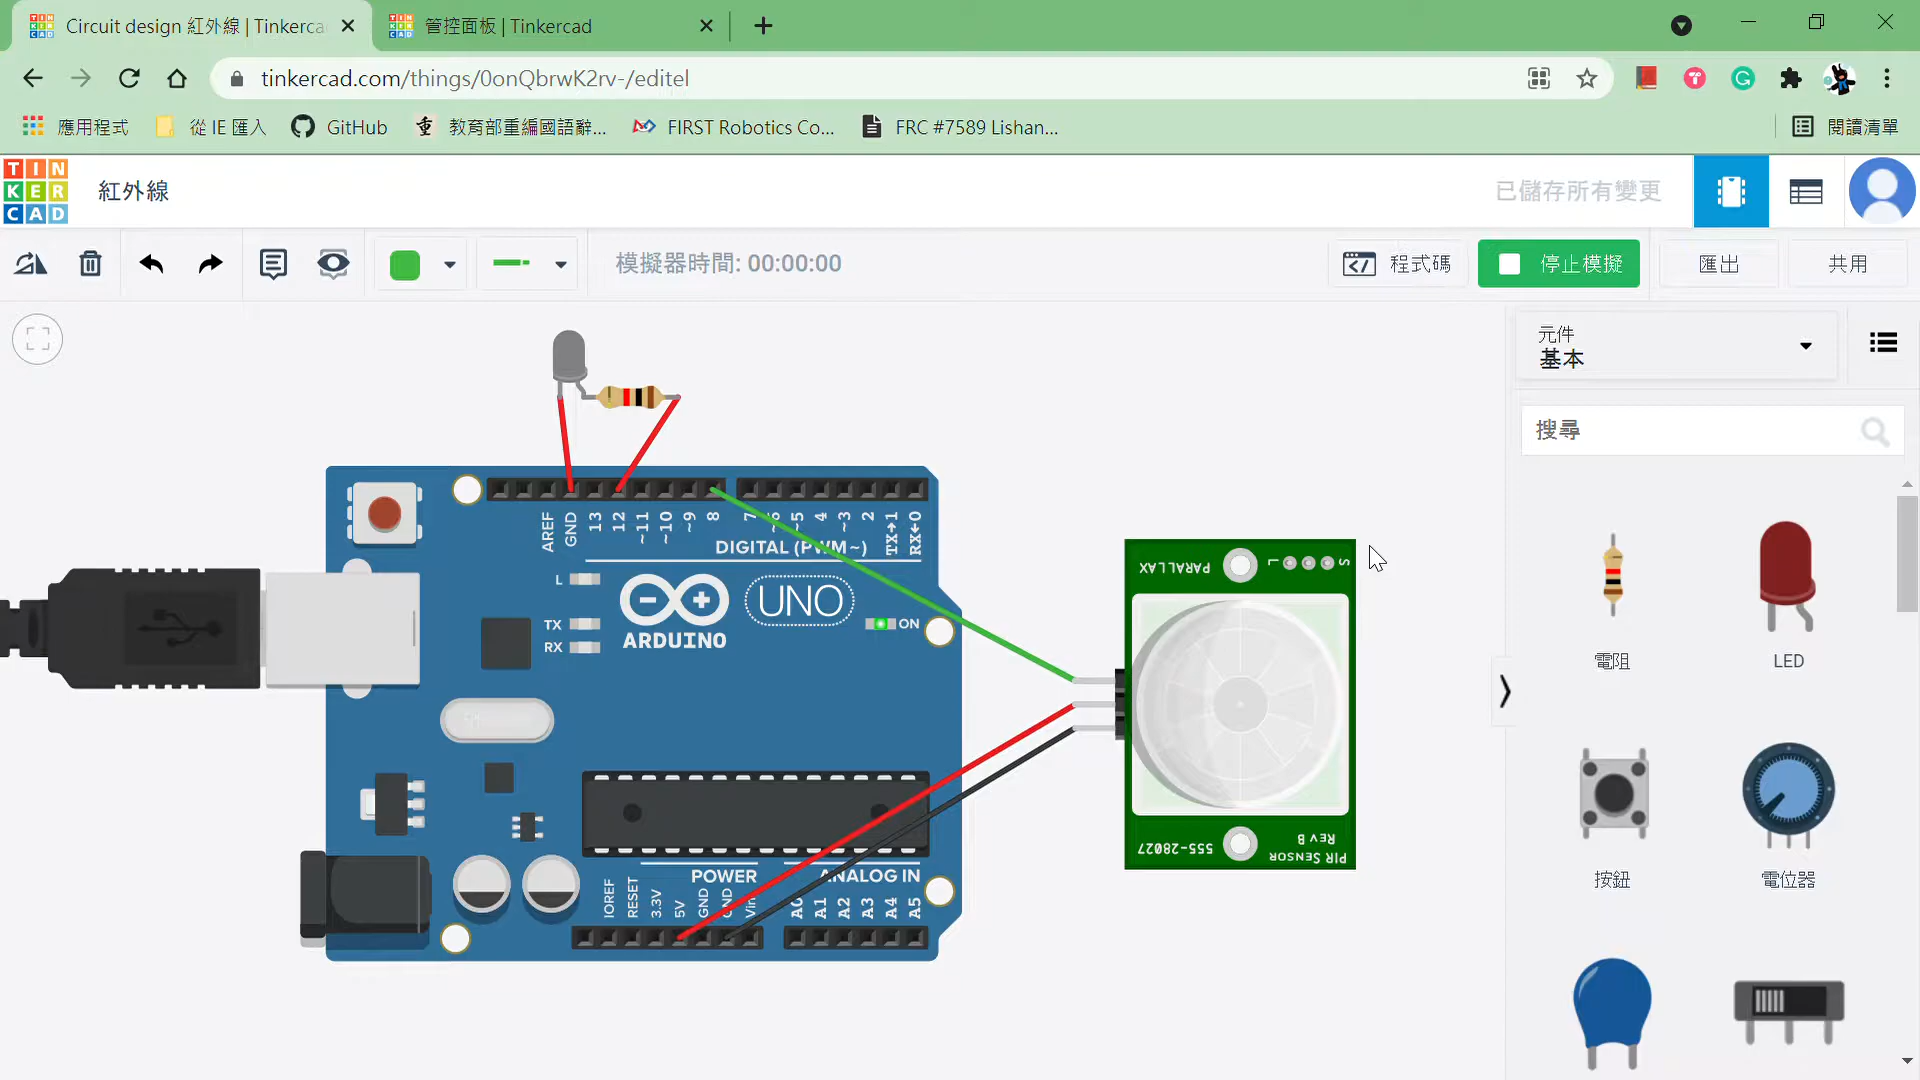 Circuit design 紅外線 | Tinkerca
管控面板 | Tinkercad
tinkercad.com/things/0onQbrwK2rv-/editel
應用程式
從 IE 匯入
GitHub
教育部重編國語辭...
FIRST Robotics Co...
FRC #7589 Lishan...
閱讀清單
TIN
KER
CAD
紅外線
已儲存所有變更
模擬器時間: 00:00:00
程式碼
停止模擬
匯出
共用
元件
基本
搜尋
電阻
LED
按鈕
電位器
AREF
GND
13
12
~11
~10
~9
8
7
~6
~5
4
~3
2
TX→1
RX←0
DIGITAL (PWM~)
L
TX
RX
ARDUINO
UNO
ON
POWER
ANALOG IN
IOREF
RESET
3.3V
5V
GND
GND
Vin
A0
A1
A2
A3
A4
A5
PARALLAX
L
S
555-28027
REV B
PIR SENSOR